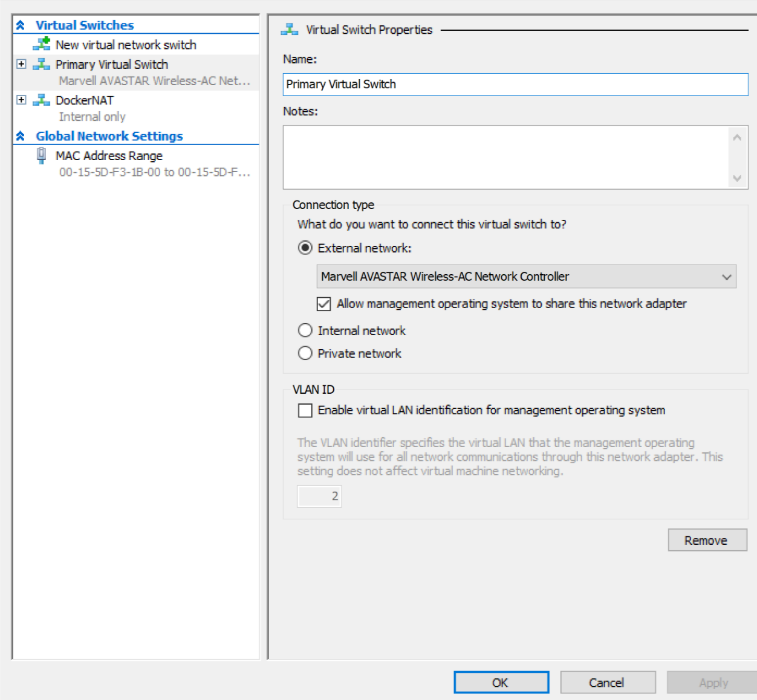 Virtual Switches
New virtual network switch
Primary Virtual Switch
Marvell AVASTAR Wireless-AC Net...
DockerNAT
Internal only
Global Network Settings
MAC Address Range
00-15-5D-F3-1B-00 to 00-15-5D-F...
Virtual Switch Properties
Name:
Primary Virtual Switch
Notes:
Connection type
What do you want to connect this virtual switch to?
External network:
Marvell AVASTAR Wireless-AC Network Controller
Allow management operating system to share this network adapter
Internal network
Private network
VLAN ID
Enable virtual LAN identification for management operating system
The VLAN identifier specifies the virtual LAN that the management operating
system will use for all network communications through this network adapter. This
setting does not affect virtual machine networking.
2
Remove
OK
Cancel
Apply